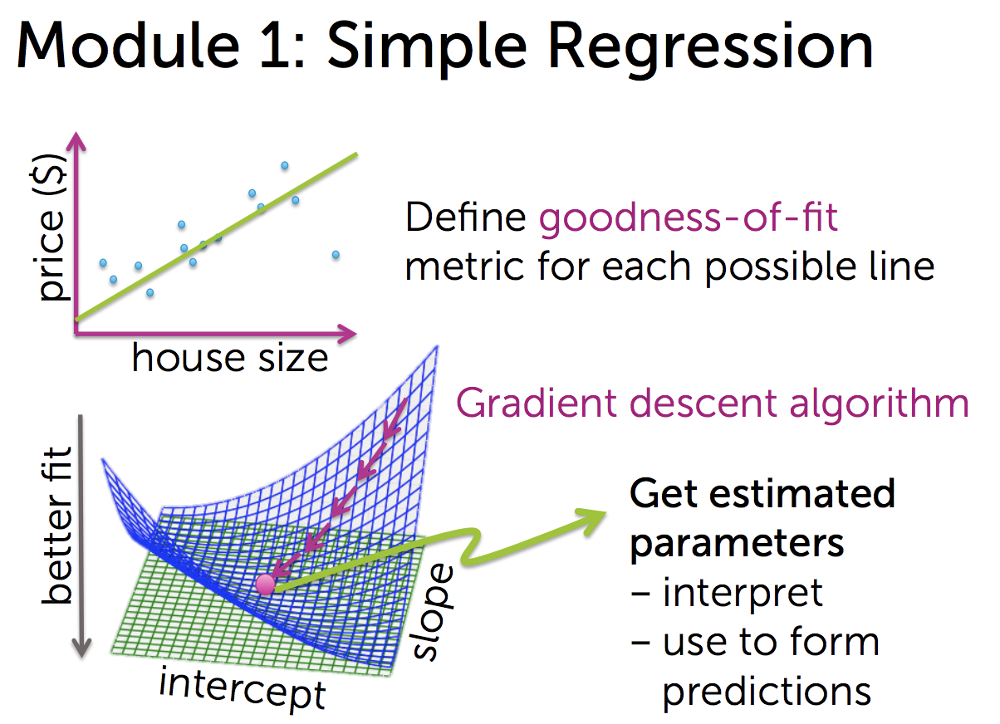 Module 1: Simple Regression
price ($)
house size
Define goodness-of-fit
metric for each possible line
Gradient descent algorithm
better fit
intercept
slope
Get estimated
parameters
– interpret
– use to form
predictions